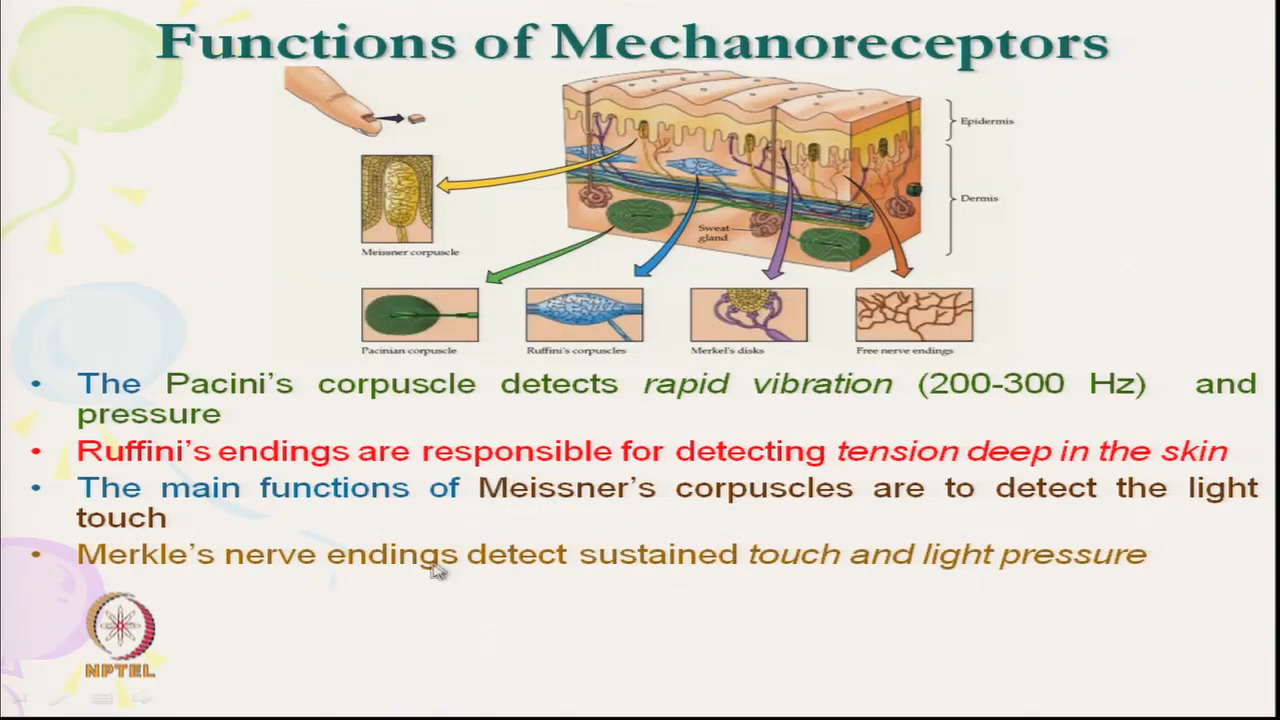 Functions of Mechanoreceptors
Epidermis
Dermis
Sweat
gland
Meissner corpuscle
Pacinian corpuscle
Ruffini's corpuscles
Merkel's disks
Free nerve endings
• The Pacini's corpuscle detects rapid vibration (200-300 Hz) and
pressure
• Ruffini's endings are responsible for detecting tension deep in the skin
• The main functions of Meissner's corpuscles are to detect the light
touch
• Merkle's nerve endings detect sustained touch and light pressure
NPTEL